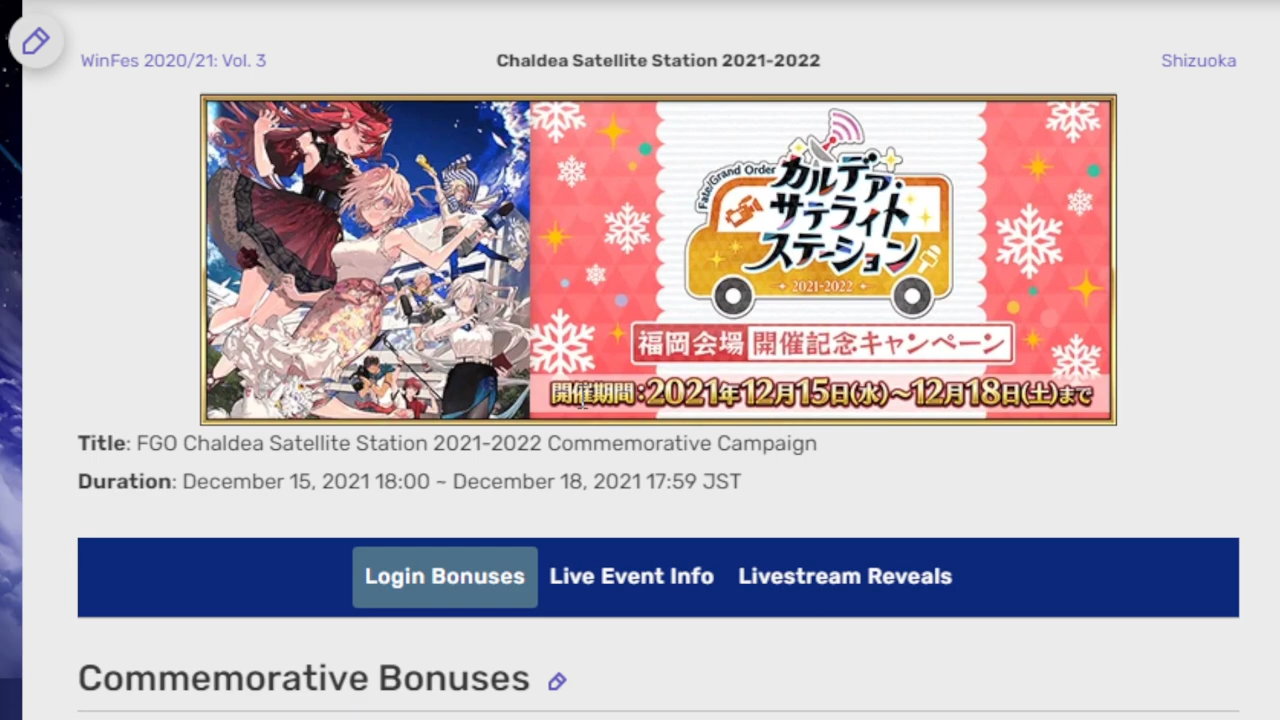 WinFes 2020/21: Vol. 3
Chaldea Satellite Station 2021-2022
Shizuoka
Fate/Grand Order
カルデア・
サテライト
ステーション
2021-2022
福岡会場 開催記念キャンペーン
開催期間:2021年12月15日(水)～12月18日(土)まで
Title: FGO Chaldea Satellite Station 2021-2022 Commemorative Campaign
Duration: December 15, 2021 18:00 ~ December 18, 2021 17:59 JST
Login Bonuses
Live Event Info
Livestream Reveals
Commemorative Bonuses